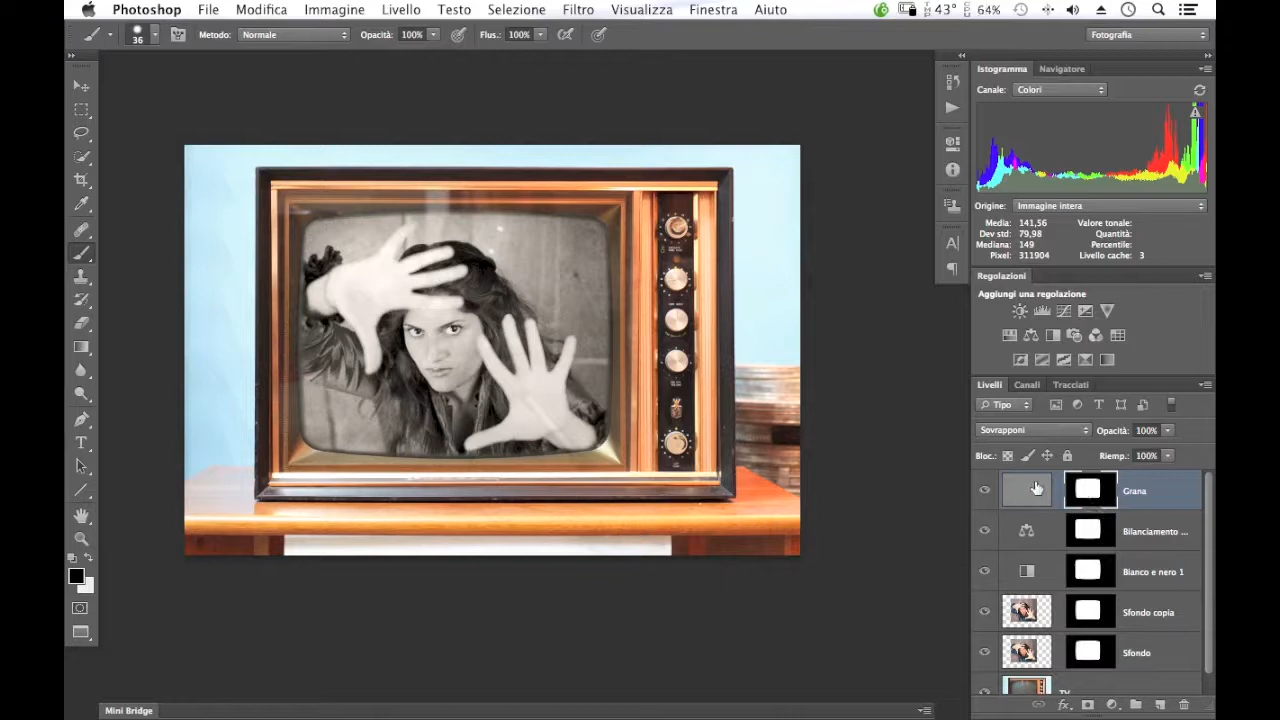 Photoshop File Modifica Immagine Livello Testo Selezione Filtro Visualizza Finestra Aiuto 43° 64%
36 Metodo: Normale Opacità: 100% Flus.: 100% Fotografia
Istogramma Navigatore
Canale: Colori
Origine: Immagine intera
Media: 141,56 Valore tonale:
Dev std: 79,98 Quantità:
Mediana: 149 Percentile:
Pixel: 311904 Livello cache: 3
Regolazioni
Aggiungi una regolazione
Livelli Canali Tracciati
Tipo
Sovrapponi Opacità: 100%
Bloc.: Riemp.: 100%
Grana
Bilanciamento ...
Bianco e nero 1
Sfondo copia
Sfondo
TV
Mini Bridge